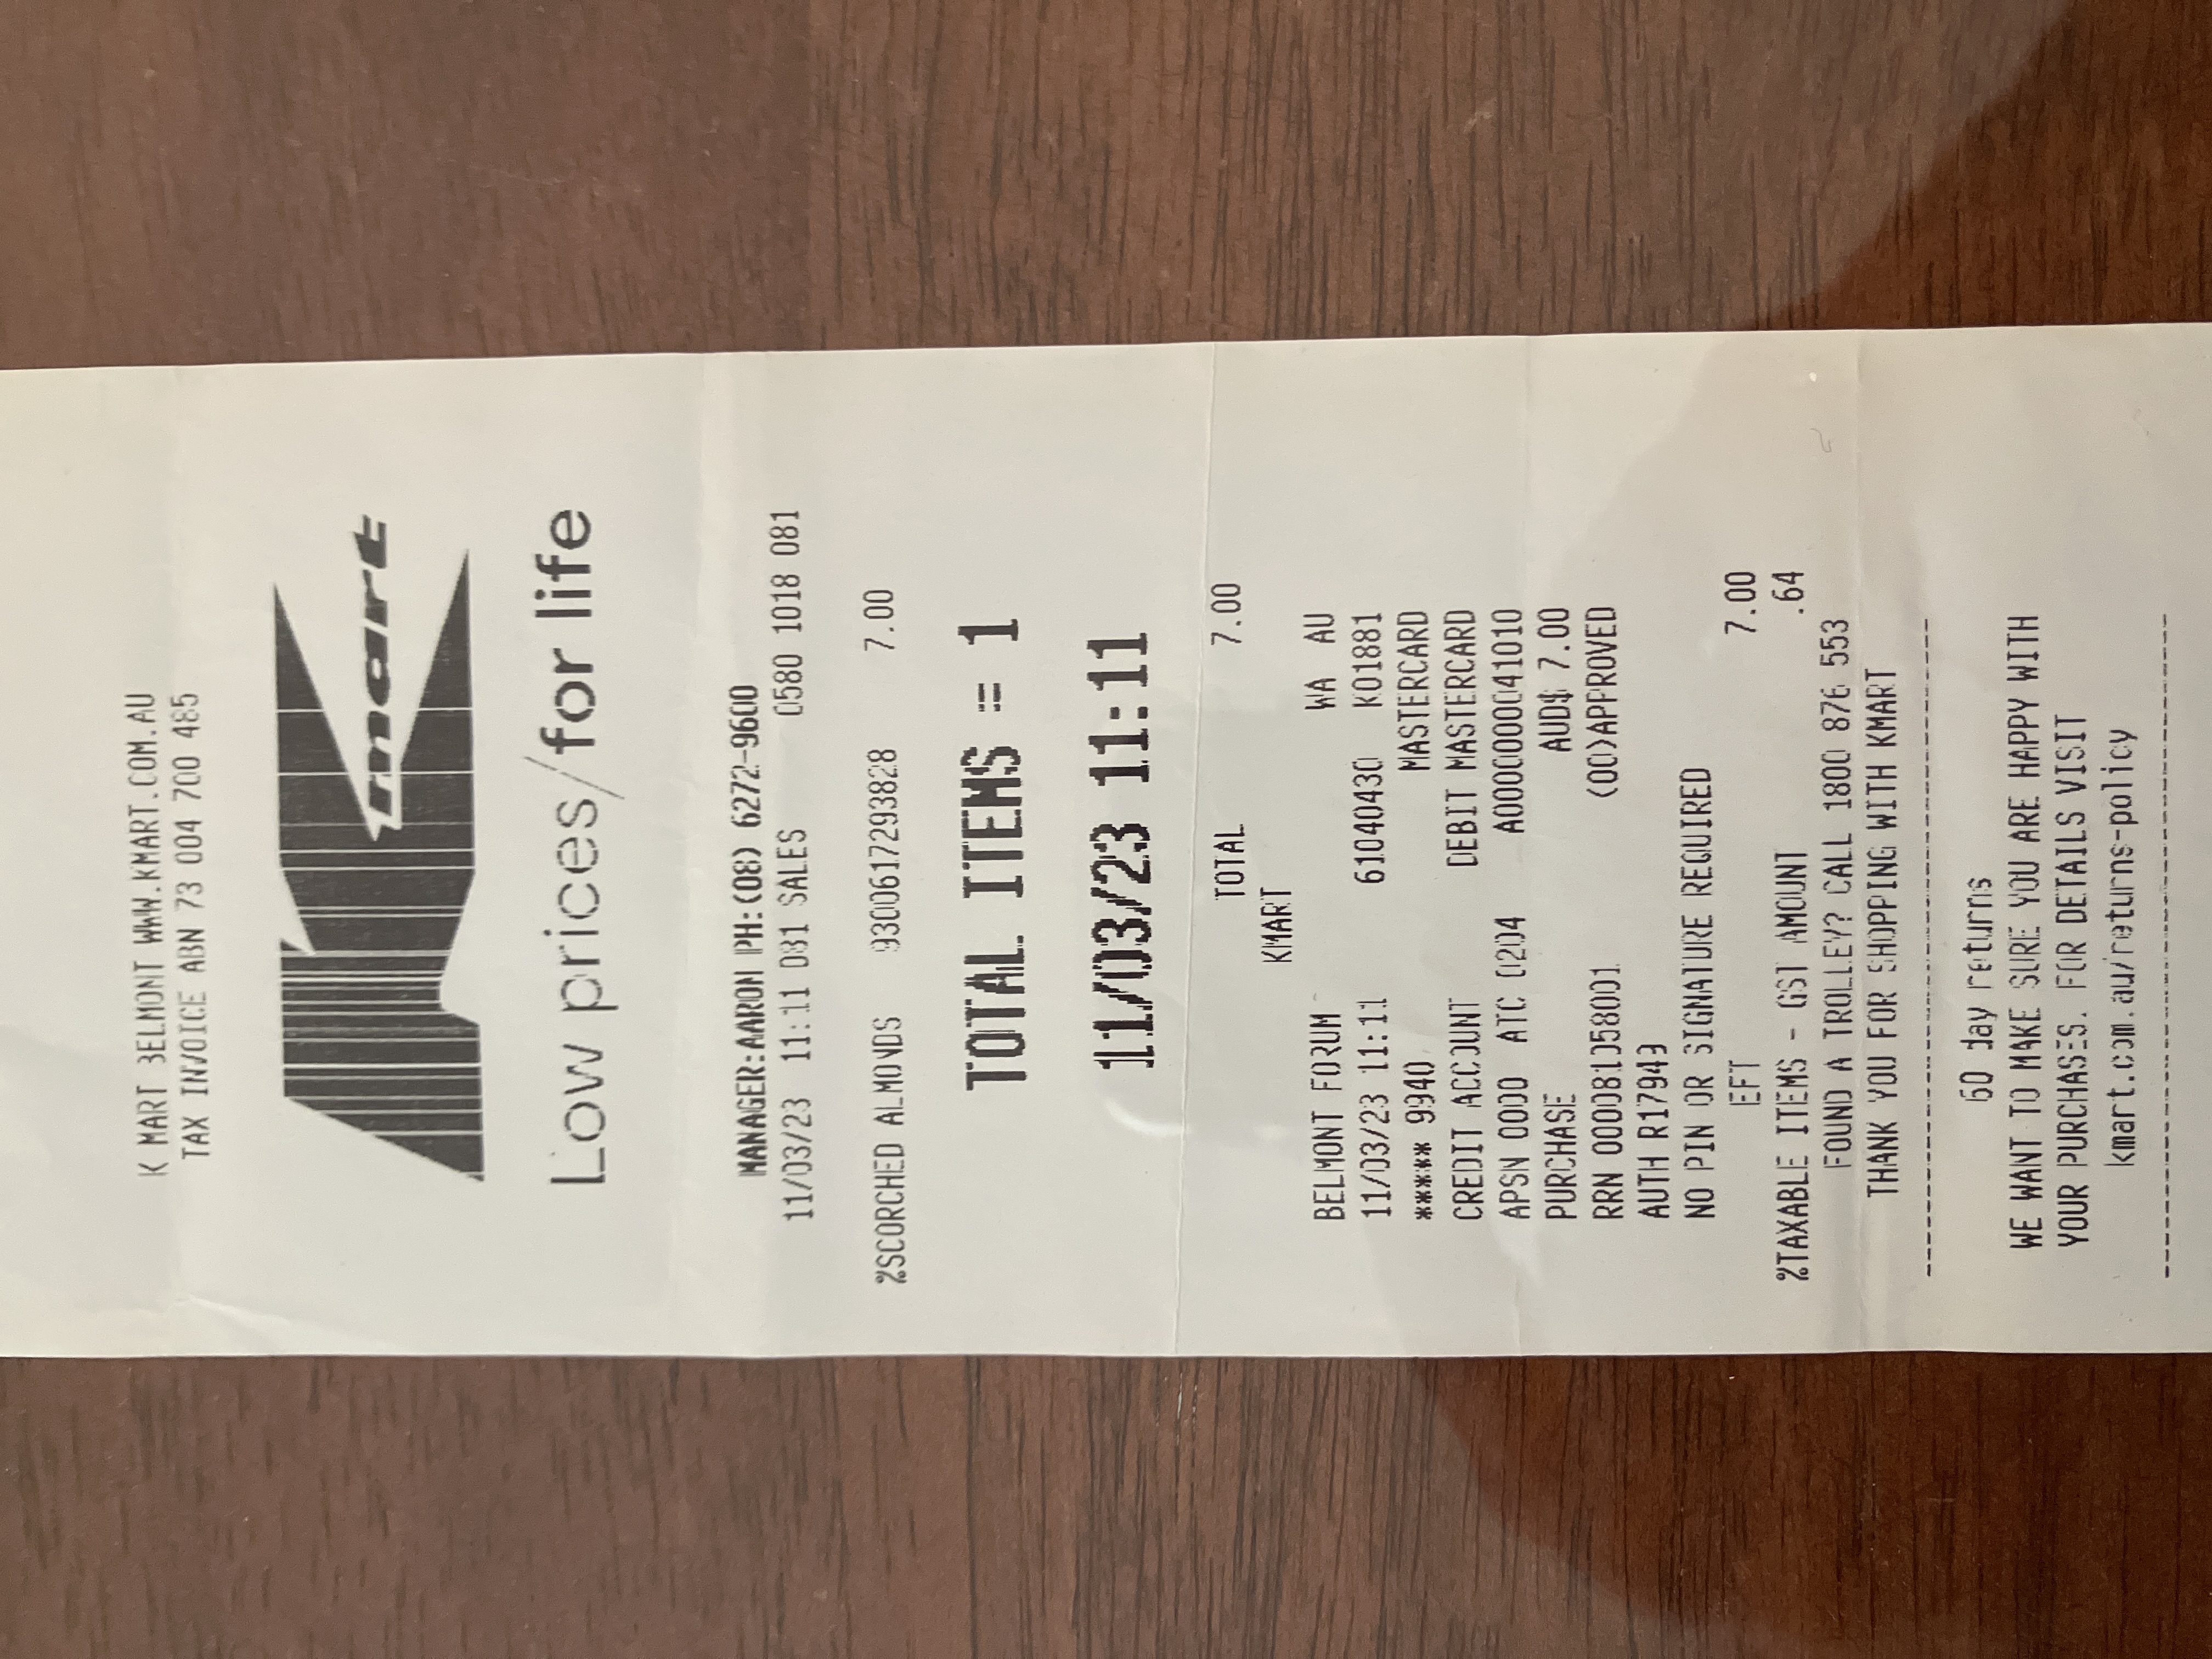 K MART BELMONT WWW.KMART.COM.AU
TAX INVOICE ABN 73 004 700 485
Kmart
Low prices/for life
MANAGER:AARON PH:(08) 6272-9600
11/03/23 11:11 081 SALES 0580 1018 081
%SCORCHED ALMONDS 9300617293828 7.00
TOTAL ITEMS = 1
11/03/23 11:11
TOTAL 7.00
KMART
BELMONT FORUM WA AU
11/03/23 11:11 61040430 K01881
***** 9940 MASTERCARD
CREDIT ACCOUNT DEBIT MASTERCARD
APSN 0000 ATC 0204 A0000000041010
PURCHASE AUD$ 7.00
RRN 000081058001 (00)APPROVED
AUTH R17949
NO PIN OR SIGNATURE REQUIRED
EFT 7.00
%TAXABLE ITEMS - GST AMOUNT .64
FOUND A TROLLEY? CALL 1800 876 553
THANK YOU FOR SHOPPING WITH KMART
------------------------------------------
60 day returns
WE WANT TO MAKE SURE YOU ARE HAPPY WITH
YOUR PURCHASES. FOR DETAILS VISIT
kmart.com.au/returns-policy
------------------------------------------